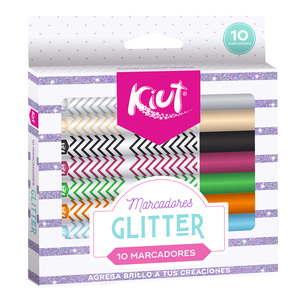 10
MARCADORES
Kiut
Marcadores
GLITTER
10 MARCADORES
AGREGA BRILLO A TUS CREACIONES